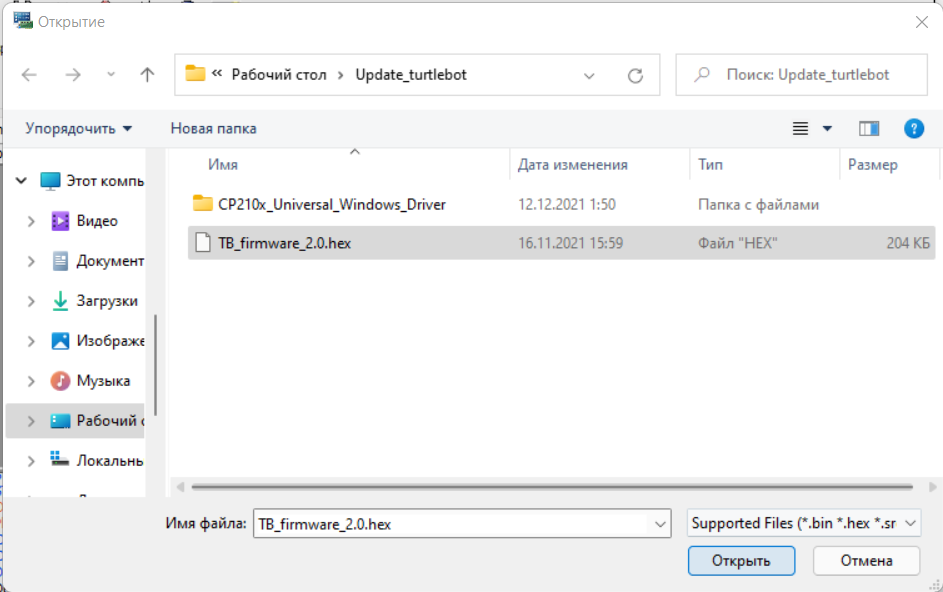 Открытие
« Рабочий стол > Update_turtlebot
Поиск: Update_turtlebot
Упорядочить Новая папка ?
Имя Дата изменения Тип Размер
Этот компь
Видео
Документ
Загрузки
Изображе
Музыка
Рабочий с
Локальнь
CP210x_Universal_Windows_Driver 12.12.2021 1:50 Папка с файлами
TB_firmware_2.0.hex 16.11.2021 15:59 Файл "HEX" 204 КБ
Имя файла: TB_firmware_2.0.hex Supported Files (*.bin *.hex *.sr
Открыть Отмена